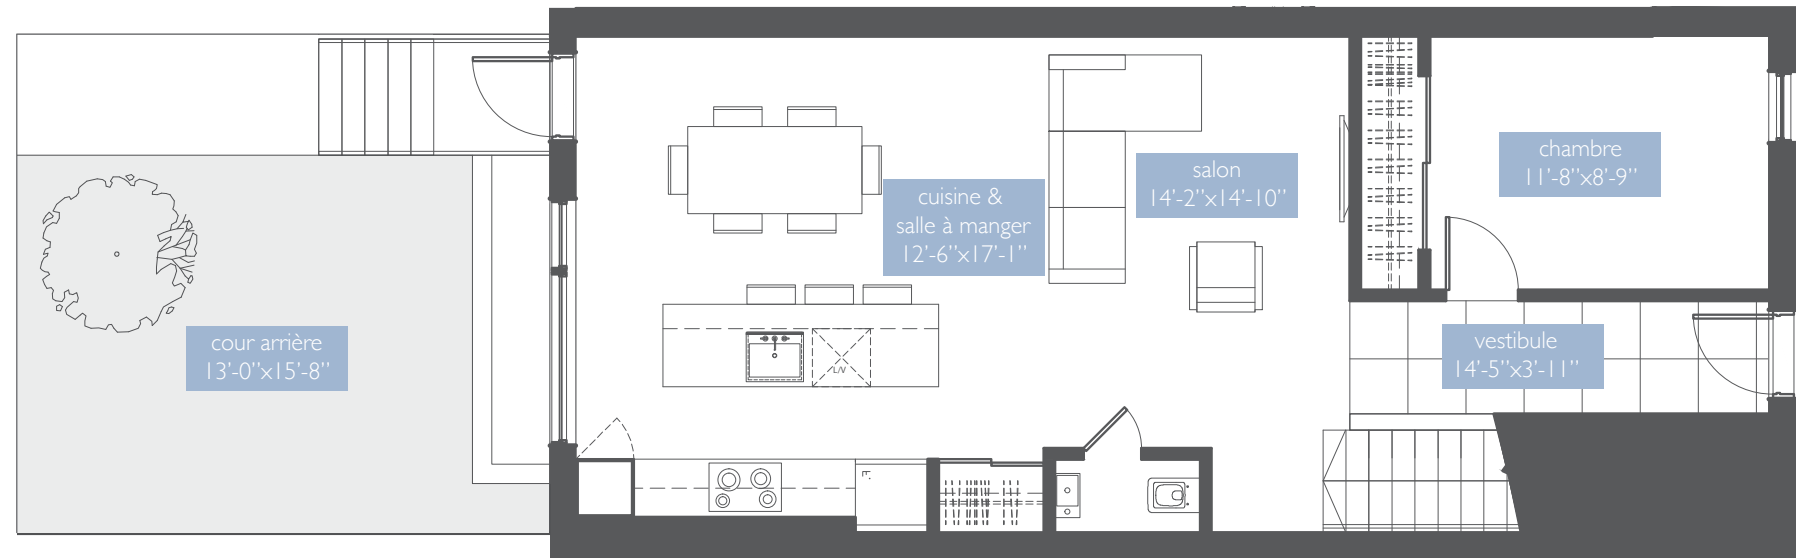 cour arrière
13'-0"x15'-8"
cuisine &
salle à manger
12'-6"x17'-1"
salon
14'-2"x14'-10"
chambre
11'-8"x8'-9"
vestibule
14'-5"x3'-11"
L/V
F.